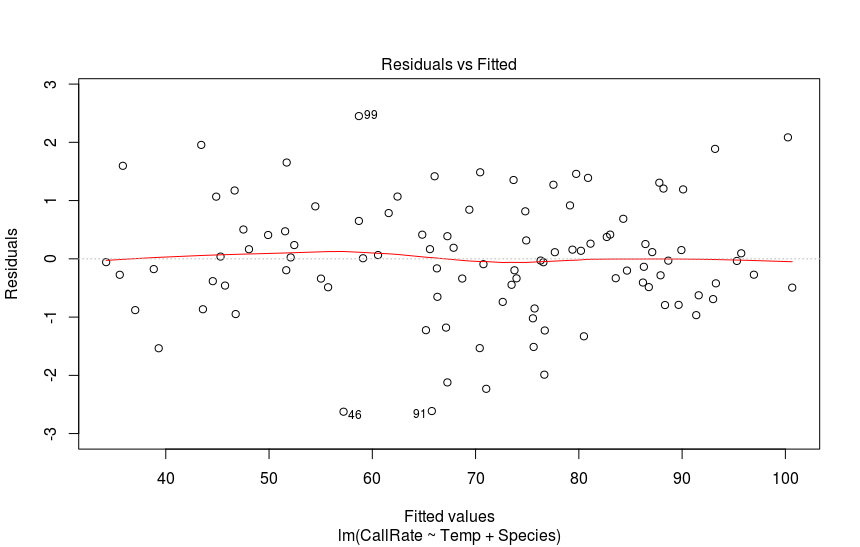 Residuals vs Fitted
3
2
1
0
-1
-2
-3
Residuals
99
46
91
40 50 60 70 80 90 100
Fitted values
lm(CallRate ~ Temp + Species)